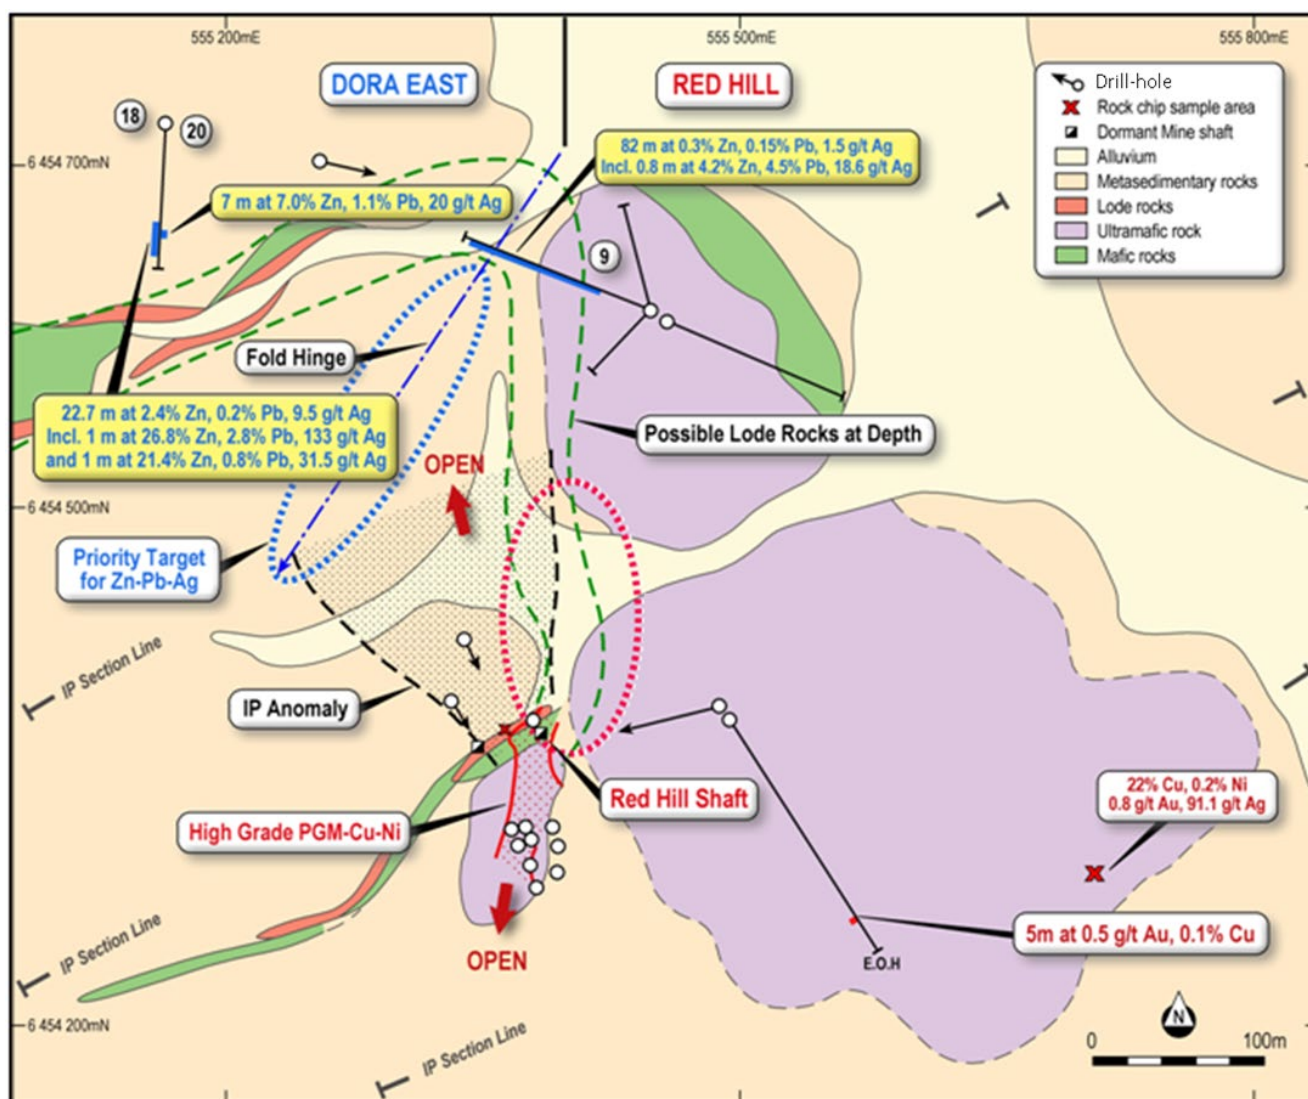 555 200mE
555 500mE
555 800mE
DORA EAST
RED HILL
Drill-hole
Rock chip sample area
Dormant Mine shaft
Alluvium
Metasedimentary rocks
Lode rocks
Ultramafic rock
Mafic rocks
18
20
6 454 700mN
82 m at 0.3% Zn, 0.15% Pb, 1.5 g/t Ag
Incl. 0.8 m at 4.2% Zn, 4.5% Pb, 18.6 g/t Ag
7 m at 7.0% Zn, 1.1% Pb, 20 g/t Ag
9
Fold Hinge
22.7 m at 2.4% Zn, 0.2% Pb, 9.5 g/t Ag
Incl. 1 m at 26.8% Zn, 2.8% Pb, 133 g/t Ag
and 1 m at 21.4% Zn, 0.8% Pb, 31.5 g/t Ag
Possible Lode Rocks at Depth
OPEN
6 454 500mN
Priority Target
for Zn-Pb-Ag
IP Section Line
IP Anomaly
Red Hill Shaft
22% Cu, 0.2% Ni
0.8 g/t Au, 91.1 g/t Ag
High Grade PGM-Cu-Ni
5m at 0.5 g/t Au, 0.1% Cu
OPEN
E.O.H
IP Section Line
6 454 200mN
IP Section Line
N
0
100m